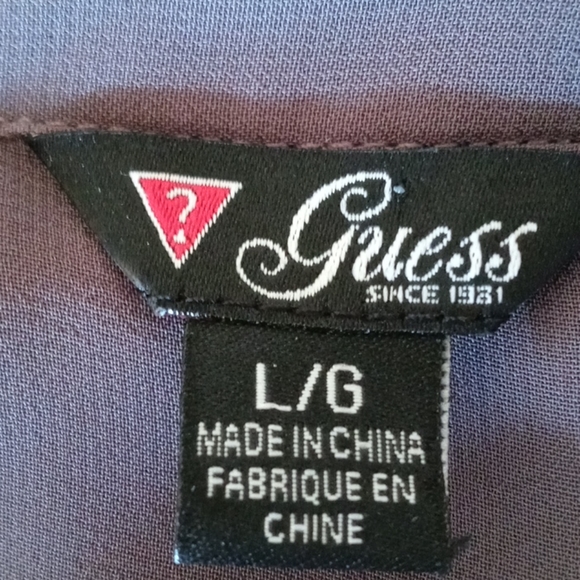 ?
Guess
SINCE 1981
L/G
MADE IN CHINA
FABRIQUE EN
CHINE